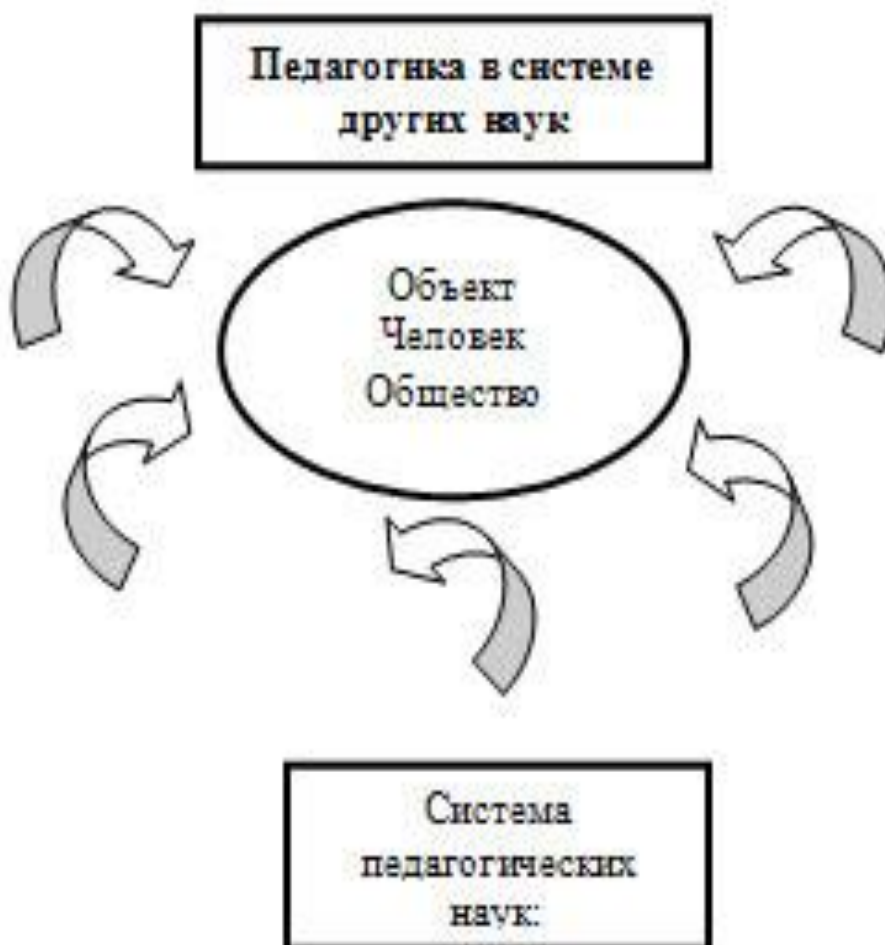 Педагогика в системе
других наук
Объект
Человек
Общество
Система
педагогических
наук: